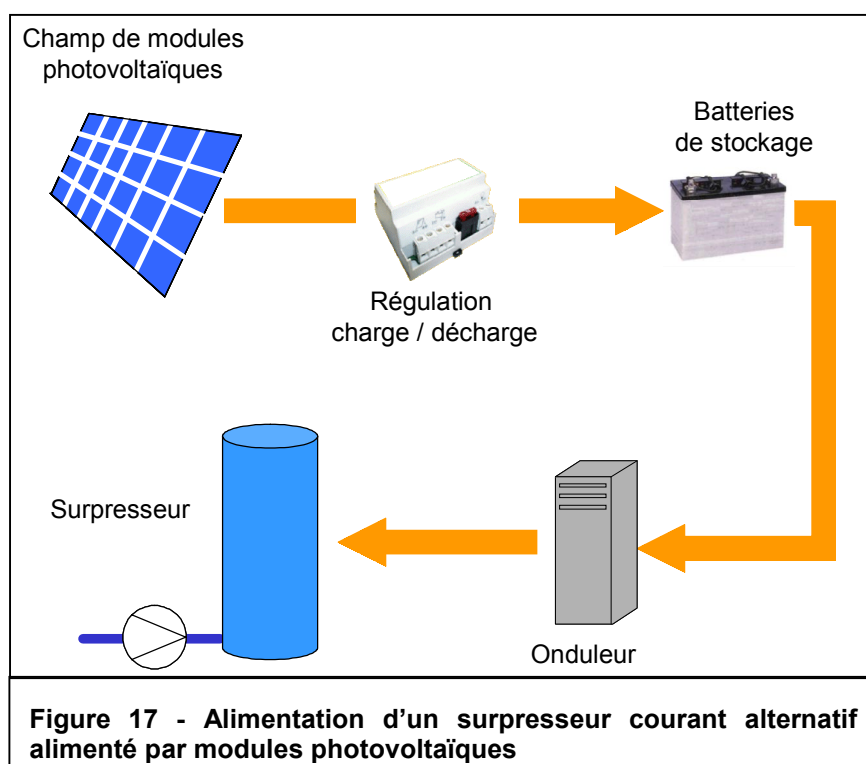 Champ de modules
photovoltaïques
Batteries
de stockage
Régulation
charge / décharge
Surpresseur
Onduleur
Figure 17 - Alimentation d'un surpresseur courant alternatif
alimenté par modules photovoltaïques